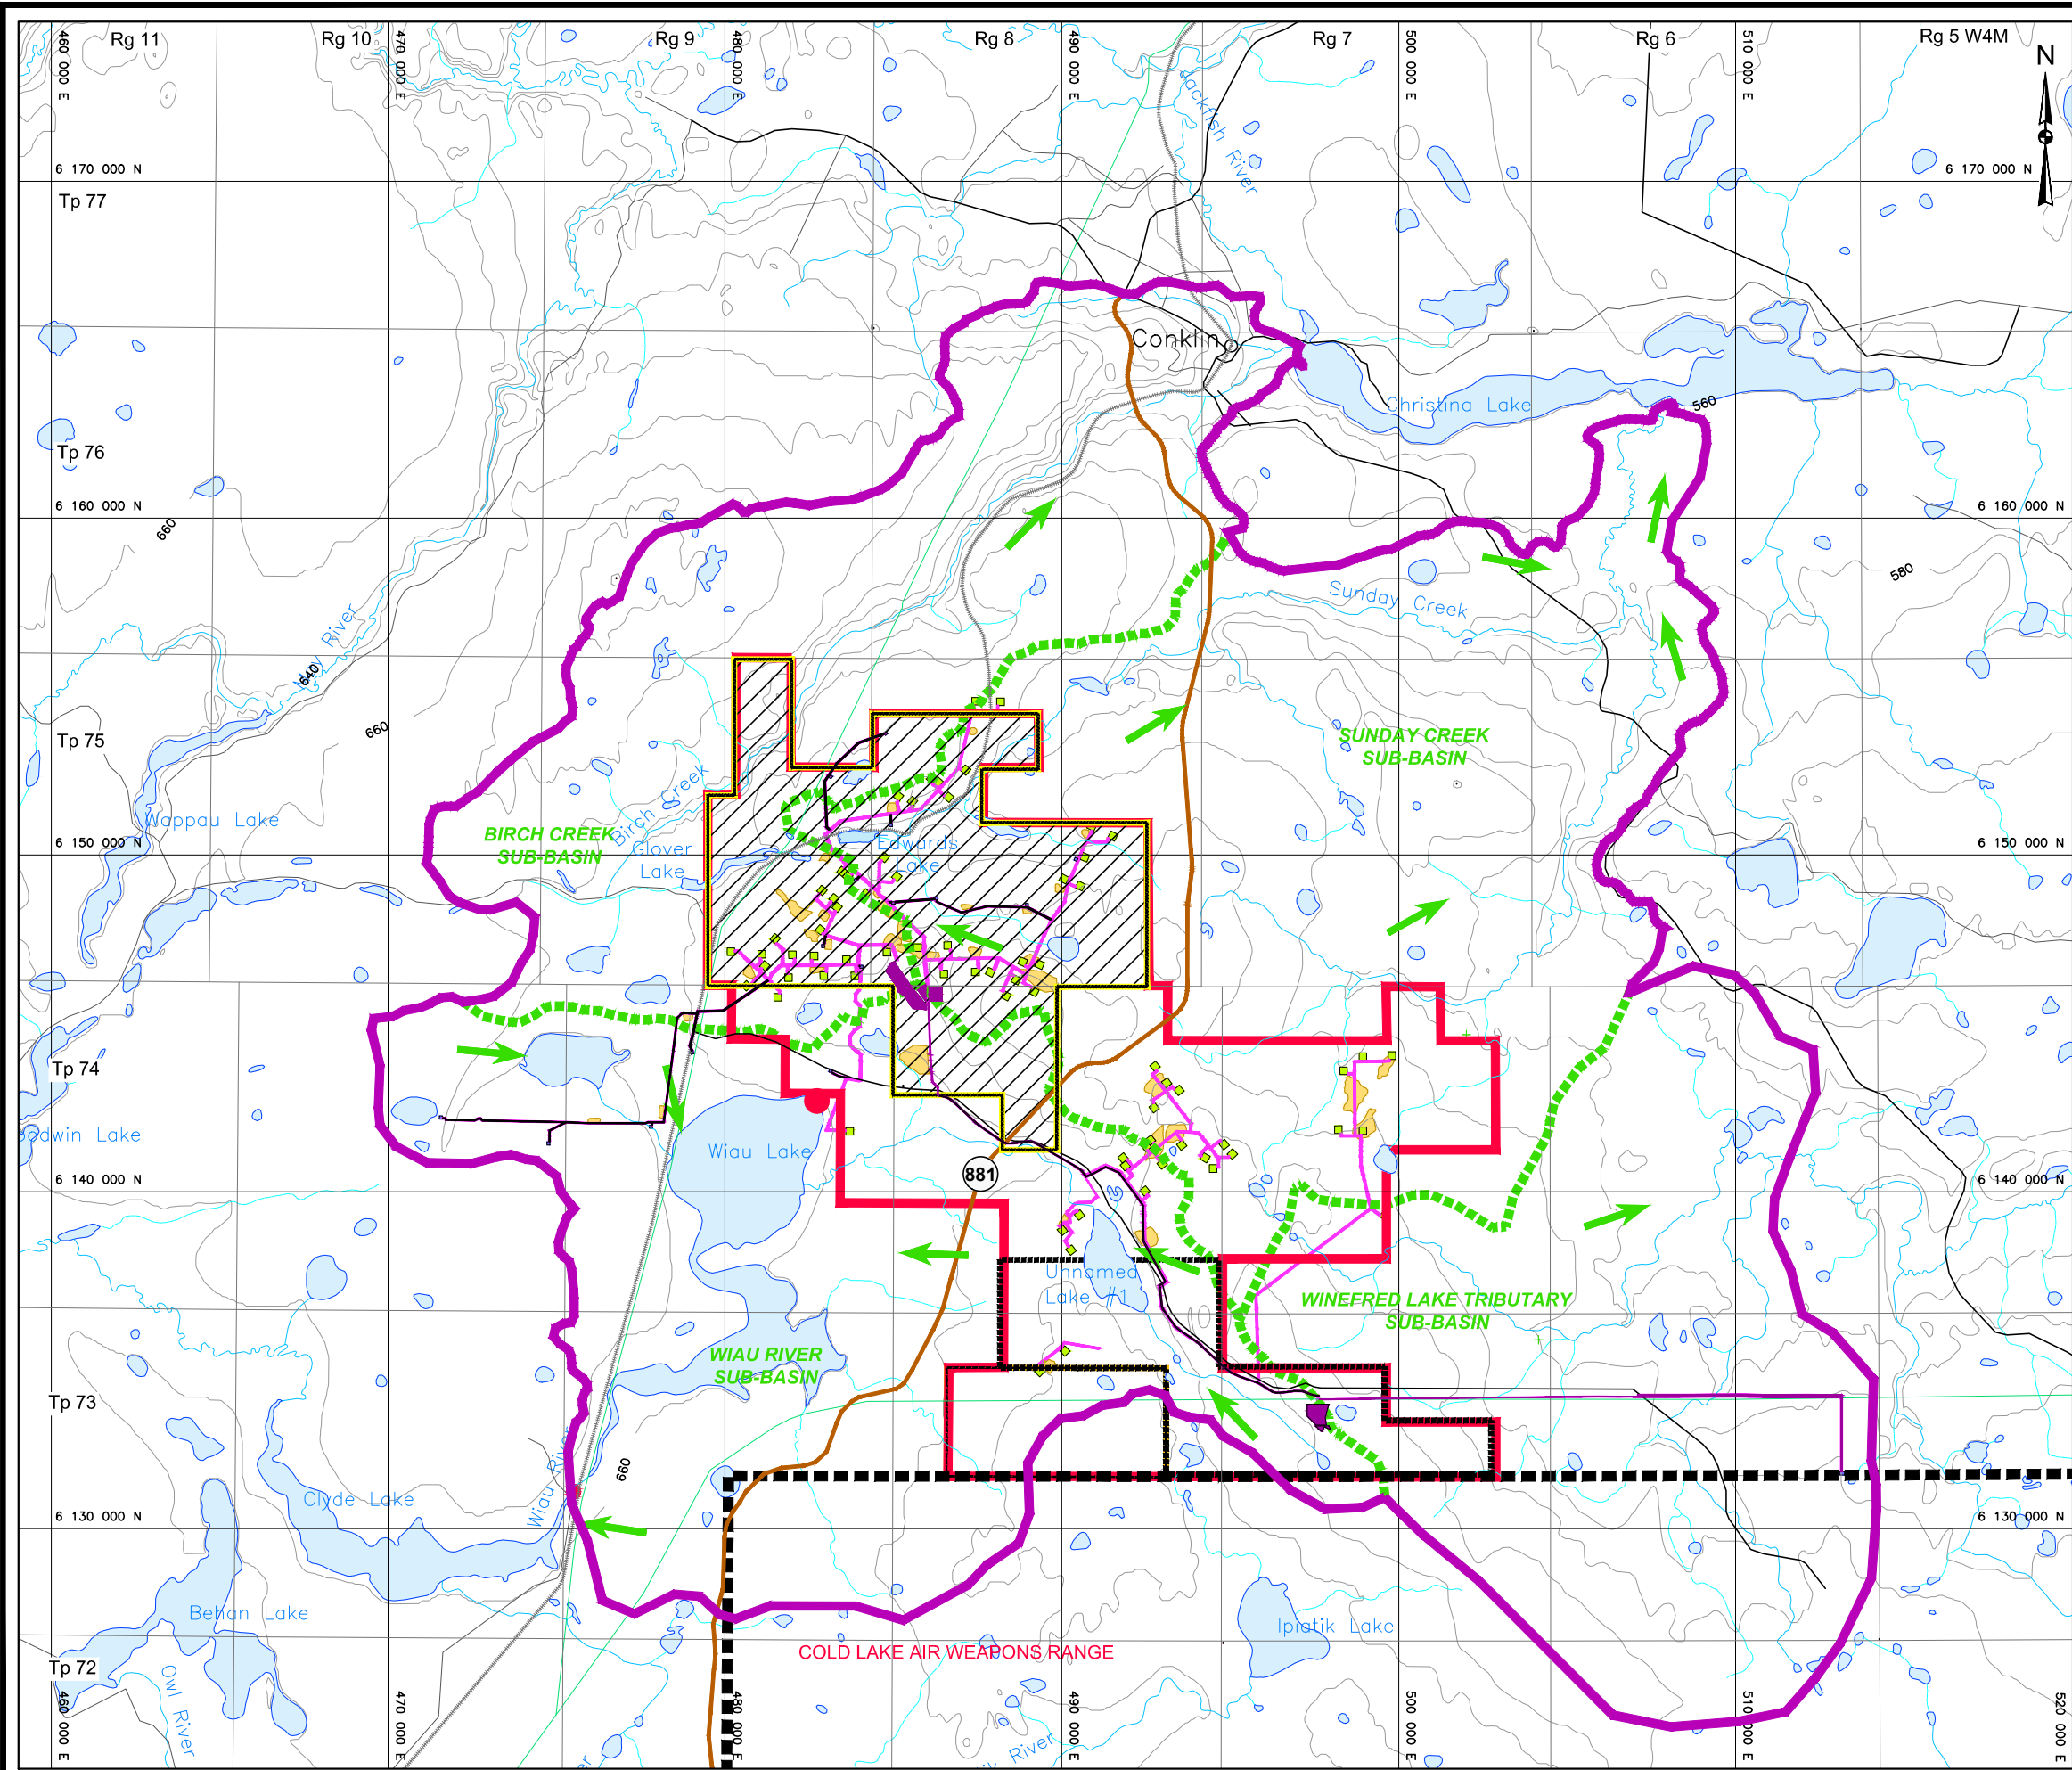 Rg 11
Rg 10
Rg 9
Rg 8
Rg 7
Rg 6
Rg 5 W4M
460 000 E
470 000 E
480 000 E
490 000 E
500 000 E
510 000 E
N
Jackfish River
6 170 000 N
6 170 000 N
Tp 77
Conklin
Christina Lake
560
Tp 76
6 160 000 N
6 160 000 N
660
580
Sunday Creek
May River
640
660
Tp 75
SUNDAY CREEK
SUB-BASIN
Birch Creek
Wappau Lake
BIRCH CREEK
SUB-BASIN
Glover
Lake
Edwards
Lake
6 150 000 N
6 150 000 N
Tp 74
Lake
Wiau Lake
881
6 140 000 N
6 140 000 N
Unnamed
Lake #1
WINEFRED LAKE TRIBUTARY
SUB-BASIN
WIAU RIVER
SUB-BASIN
Tp 73
660
Wiau River
Clyde Lake
6 130 000 N
6 130 000 N
Behan Lake
Ipiatik Lake
COLD LAKE AIR WEAPONS RANGE
Tp 72
Owl River
River
460 000 E
470 000 E
480 000 E
490 000 E
500 000 E
510 000 E
520 000 E